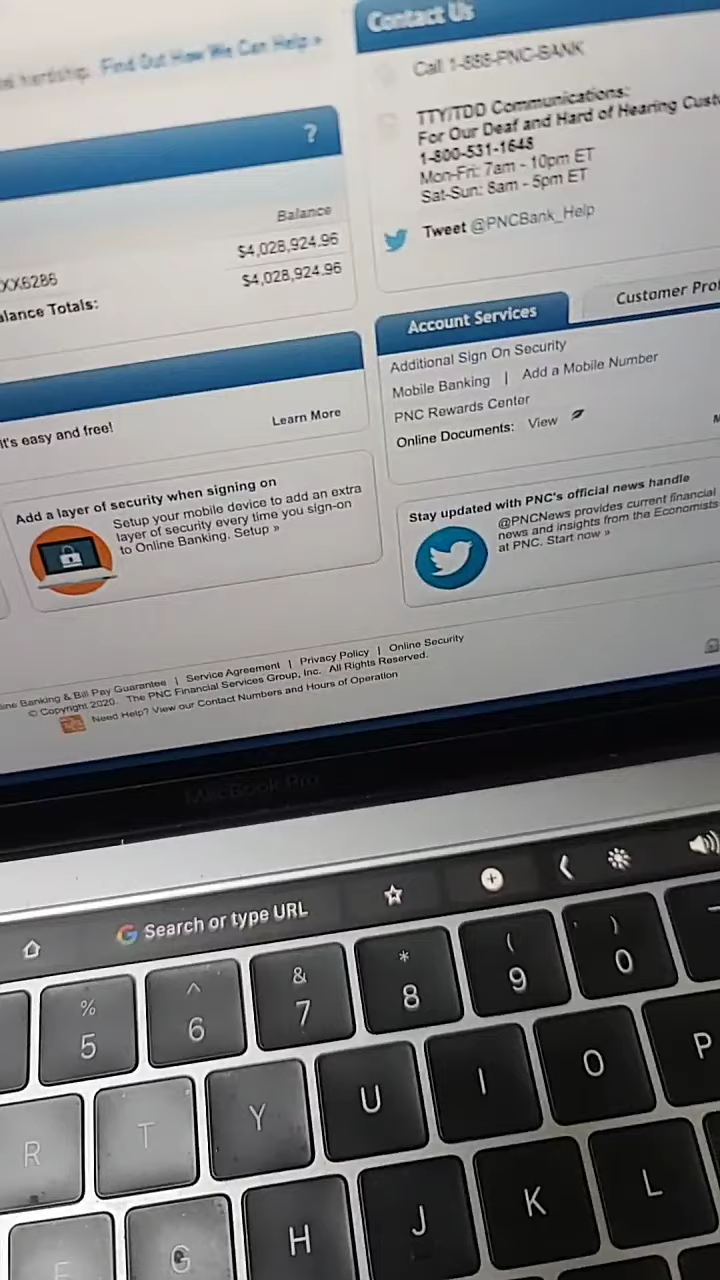 hardship. Find Out How We Can Help »
?
Balance
$4,028,924.96
XX6286
$4,028,924.96
Balance Totals:
It's easy and free!
Learn More
Add a layer of security when signing on
Setup your mobile device to add an extra
layer of security every time you sign-on
to Online Banking. Setup »
Contact Us
Call 1-888-PNC-BANK
TTY/TDD Communications:
For Our Deaf and Hard of Hearing
1-800-531-1648
Mon-Fri: 7am - 10pm ET
Sat-Sun: 8am - 5pm ET
Tweet @PNCBank_Help
Account Services
Customer
Additional Sign On Security
Mobile Banking | Add a Mobile Number
PNC Rewards Center
Online Documents: View
Stay updated with PNC's official news handle
@PNCNews provides current financial
news and insights from the Economists
at PNC. Start now »
Banking & Bill Pay Guarantee | Service Agreement | Privacy Policy | Online Security
© Copyright 2020. The PNC Financial Services Group, Inc. All Rights Reserved.
Need Help? View our Contact Numbers and Hours of Operation
MacBook Pro
Search or type URL
% ^ & * ( )
5 6 7 8 9 0
R T Y U I O P
F G H J K L